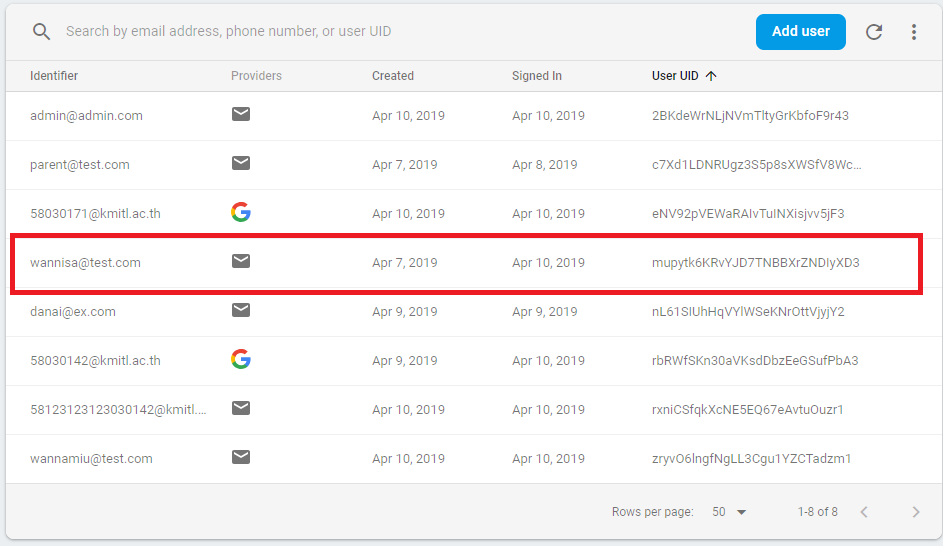 Search by email address, phone number, or user UID Add user
Identifier Providers Created Signed In User UID
admin@admin.com Apr 10, 2019 Apr 10, 2019 2BKdeWrNLjNVmTltyGrKbfoF9r43
parent@test.com Apr 7, 2019 Apr 8, 2019 c7Xd1LDNRUgz3S5p8sXWSfV8Wc...
58030171@kmitl.ac.th Apr 10, 2019 Apr 10, 2019 eNV92pVEWaRAIvTuINXisjvv5jF3
wannisa@test.com Apr 7, 2019 Apr 10, 2019 mupytk6KRvYJD7TNBBXrZNDIyXD3
danai@ex.com Apr 9, 2019 Apr 9, 2019 nL61SIUhHqVYlWSeKNrOttVjyjY2
58030142@kmitl.ac.th Apr 9, 2019 Apr 10, 2019 rbRWfSKn30aVKsdDbzEeGSufPbA3
58123123123030142@kmitl.... Apr 10, 2019 Apr 10, 2019 rxniCSfqkXcNE5EQ67eAvtuOuzr1
wannamiu@test.com Apr 10, 2019 Apr 10, 2019 zryvO6lngfNgLL3Cgu1YZCTadzm1
Rows per page: 50 1-8 of 8